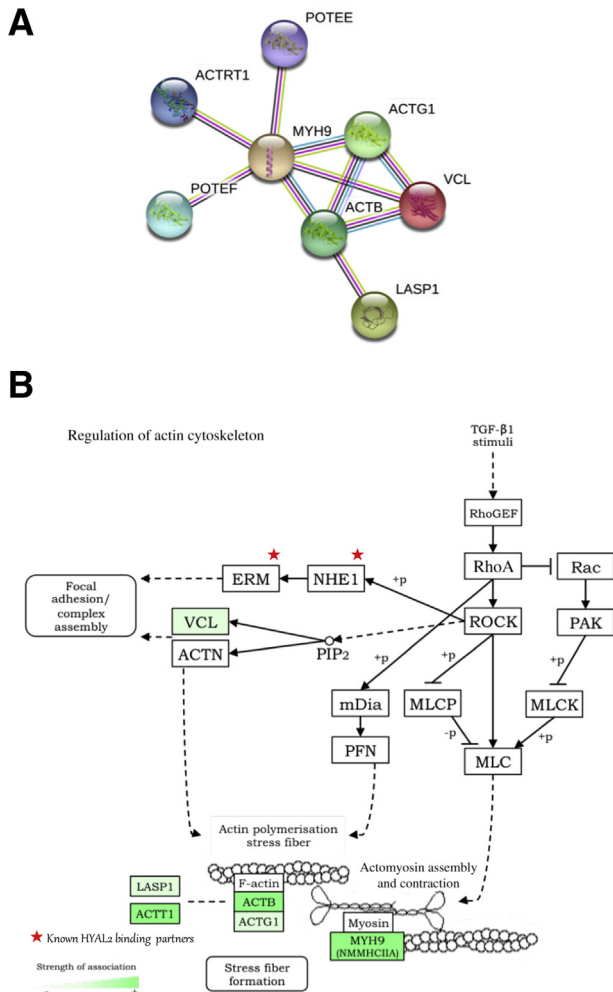 A
POTEE
ACTRT1
ACTG1
MYH9
VCL
POTEF
ACTB
LASP1
B
Regulation of actin cytoskeleton
TGF-β1
stimuli
RhoGEF
RhoA
Rac
ERM
NHE1
+p
Focal
adhesion/
complex
assembly
VCL
ACTN
PIP2
ROCK
PAK
+p
+p
+p
mDia
MLCP
MLCK
-p
+p
PFN
MLC
Actin polymerisation
stress fiber
Actomyosin assembly
and contraction
F-actin
LASP1
ACTB
ACTT1
ACTG1
Myosin
MYH9
(NMMHCIIA)
Known HYAL2 binding partners
Strength of association
Stress fiber
formation
- +